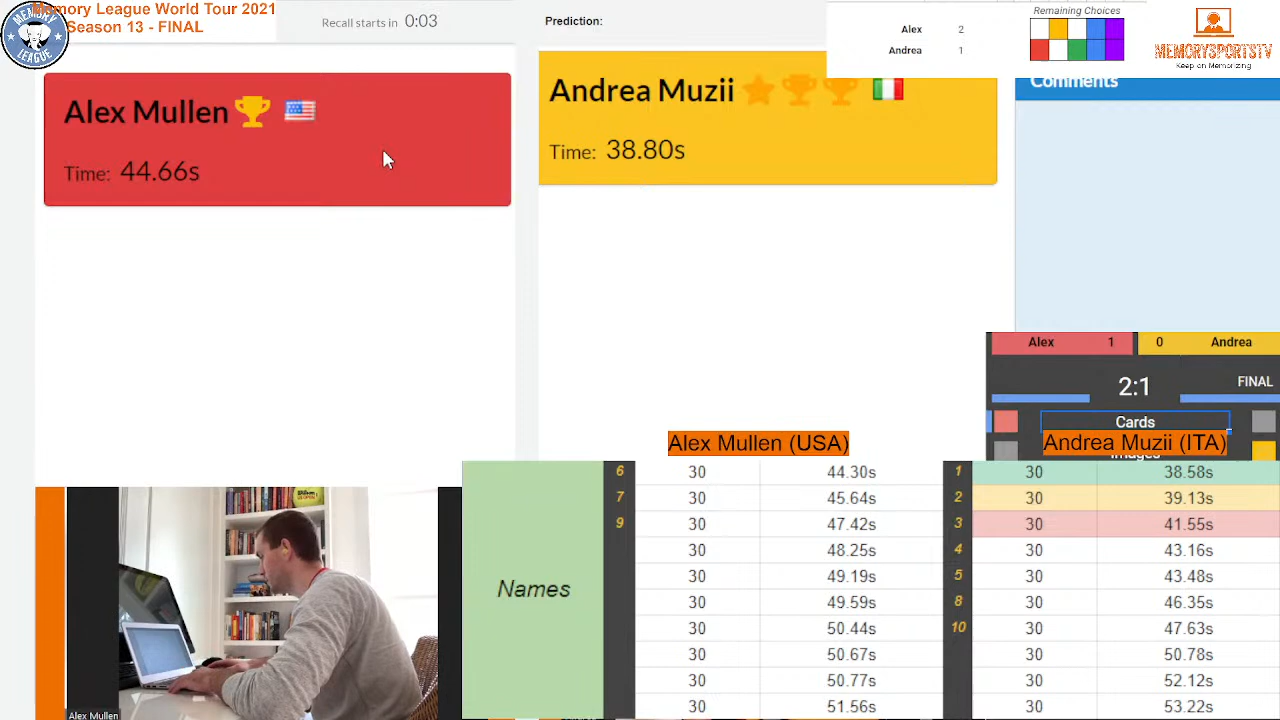 Memory League World Tour 2021
Season 13 - FINAL
MEMORY
LEAGUE
Recall starts in 0:03
Prediction:
Alex 2
Andrea 1
Remaining Choices
MEMORYSPORTSTV
Keep on Memorizing
Alex Mullen
Time: 44.66s
Andrea Muzii
Time: 38.80s
Comments
Alex 1 0 Andrea
2:1 FINAL
Cards
Images
Alex Mullen (USA) Andrea Muzii (ITA)
Names
6 30 44.30s 1 30 38.58s
7 30 45.64s 2 30 39.13s
9 30 47.42s 3 30 41.55s
30 48.25s 4 30 43.16s
30 49.19s 5 30 43.48s
30 49.59s 8 30 46.35s
30 50.44s 10 30 47.63s
30 50.67s 30 50.78s
30 50.77s 30 52.12s
30 51.56s 30 53.22s
Alex Mullen